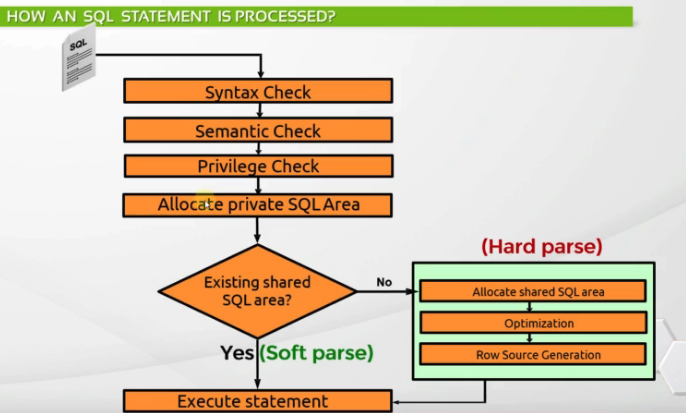 HOW AN SQL STATEMENT IS PROCESSED?
SQL
Syntax Check
Semantic Check
Privilege Check
Allocate private SQL Area
Existing shared
SQL area?
No
(Hard parse)
Allocate shared SQL area
Optimization
Row Source Generation
Yes (Soft parse)
Execute statement